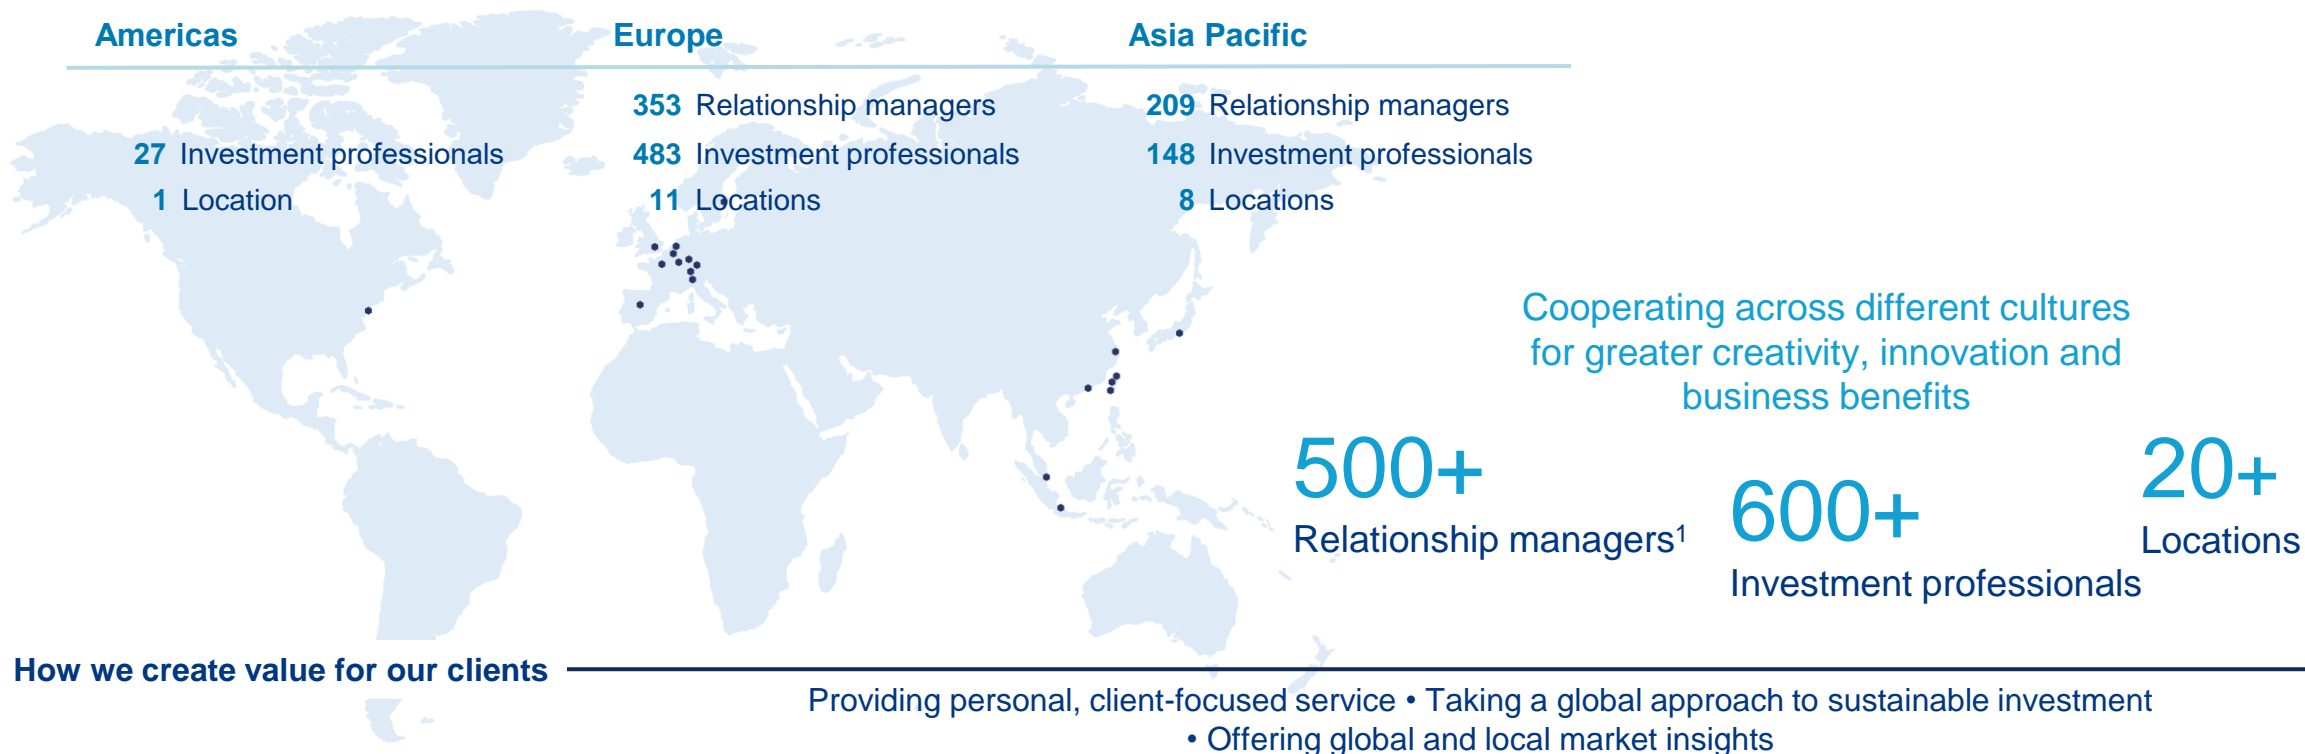 Americas
27 Investment professionals
1 Location
Europe
353 Relationship managers
483 Investment professionals
11 Locations
Asia Pacific
209 Relationship managers
148 Investment professionals
8 Locations
Cooperating across different cultures
for greater creativity, innovation and
business benefits
500+
Relationship managers¹
600+
Investment professionals
20+
Locations
How we create value for our clients
Providing personal, client-focused service • Taking a global approach to sustainable investment
• Offering global and local market insights